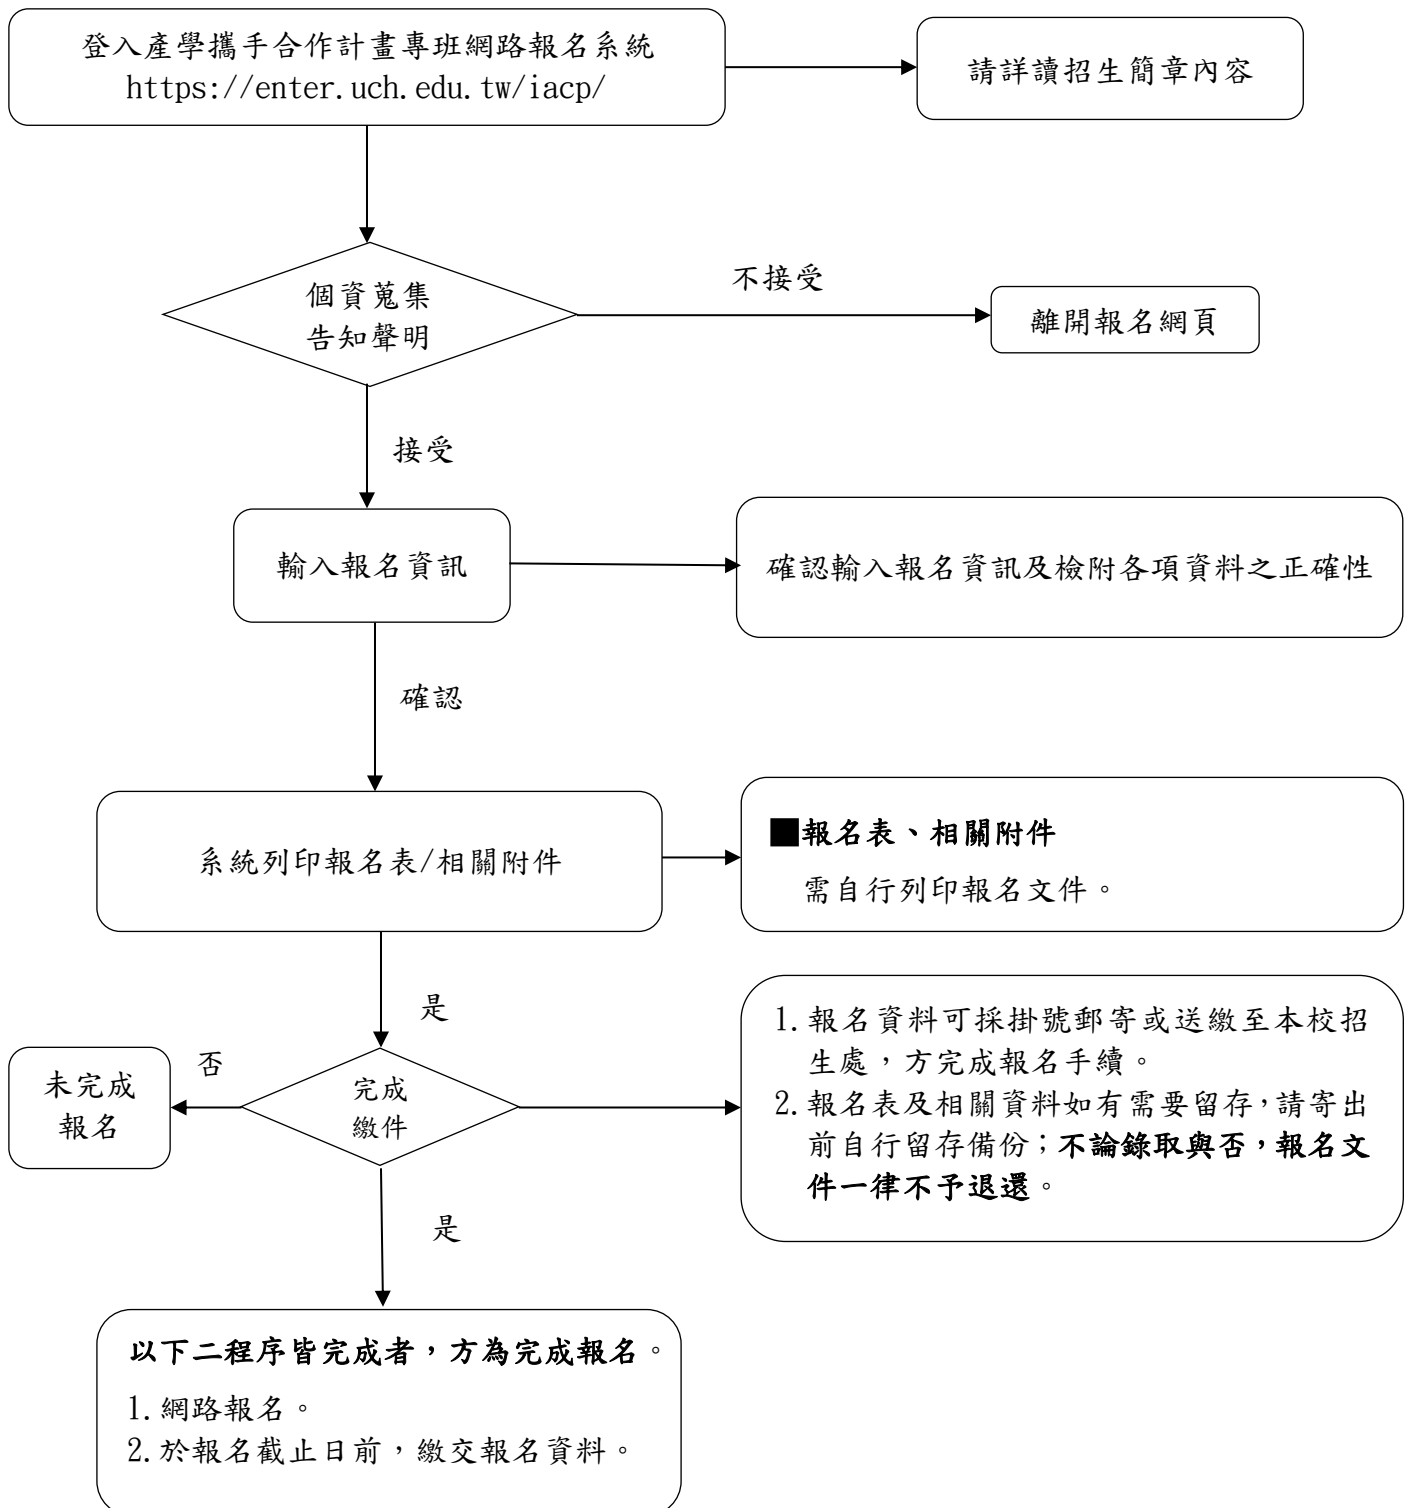 登入產學攜手合作計畫專班網路報名系統
https://enter.uch.edu.tw/iacp/
請詳讀招生簡章內容
個資蒐集
告知聲明
不接受
離開報名網頁
接受
輸入報名資訊
確認輸入報名資訊及檢附各項資料之正確性
確認
系統列印報名表/相關附件
■報名表、相關附件
需自行列印報名文件。
是
否
未完成
報名
完成
繳件
1.報名資料可採掛號郵寄或送繳至本校招
生處，方完成報名手續。
2.報名表及相關資料如有需要留存，請寄出
前自行留存備份；不論錄取與否，報名文
件一律不予退還。
是
以下二程序皆完成者，方為完成報名。
1.網路報名。
2.於報名截止日前，繳交報名資料。